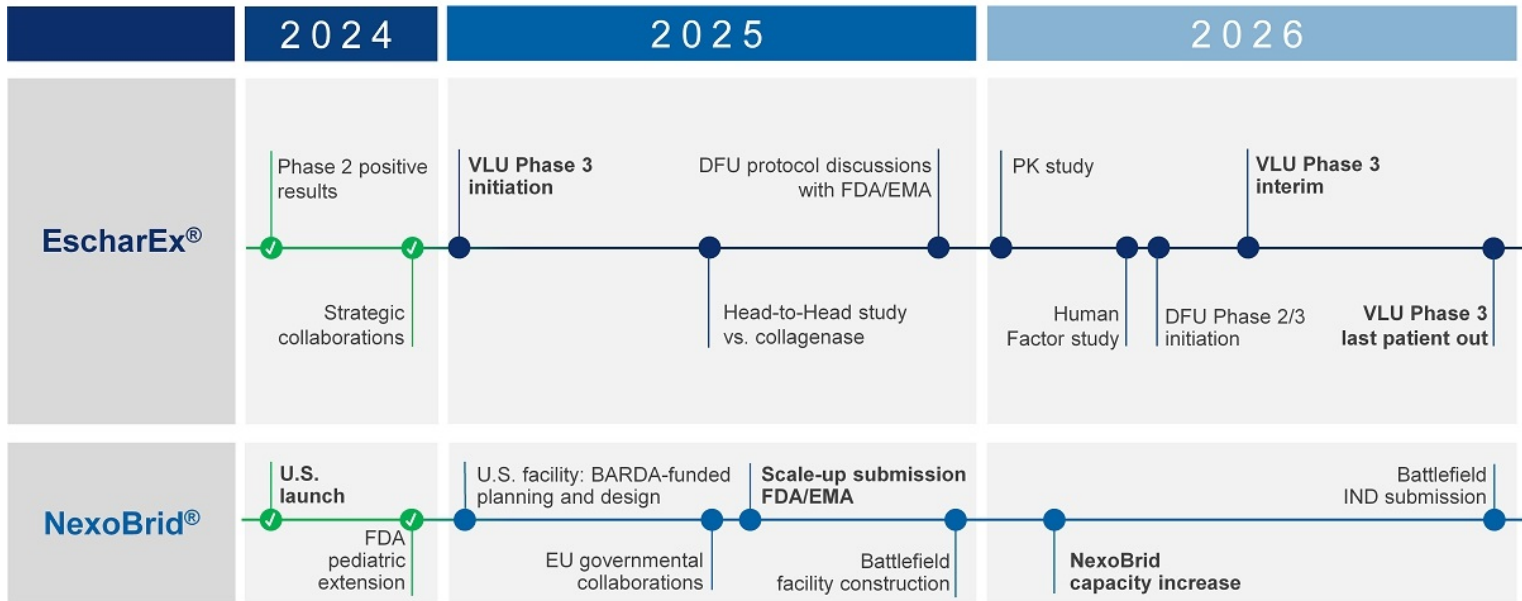 2024
2025
2026
EscharEx®
Phase 2 positive
results
Strategic
collaborations
VLU Phase 3
initiation
Head-to-Head study
vs. collagenase
DFU protocol discussions
with FDA/EMA
PK study
Human
Factor study
DFU Phase 2/3
initiation
VLU Phase 3
interim
VLU Phase 3
last patient out
NexoBrid®
U.S.
launch
FDA
pediatric
extension
U.S. facility: BARDA-funded
planning and design
EU governmental
collaborations
Scale-up submission
FDA/EMA
Battlefield
facility construction
NexoBrid
capacity increase
Battlefield
IND submission